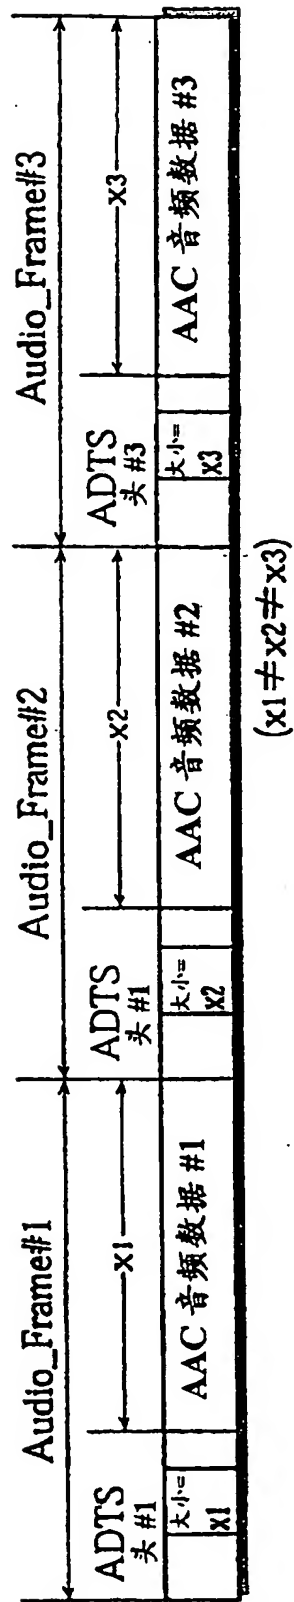 Audio_Frame#1
Audio_Frame#2
Audio_Frame#3
ADTS
头 #1
x1
ADTS
头 #1
x2
ADTS
头 #3
x3
大小=
x1
AAC 音频数据 #1
大小=
x2
AAC 音频数据 #2
大小=
x3
AAC 音频数据 #3
(x1≠x2≠x3)